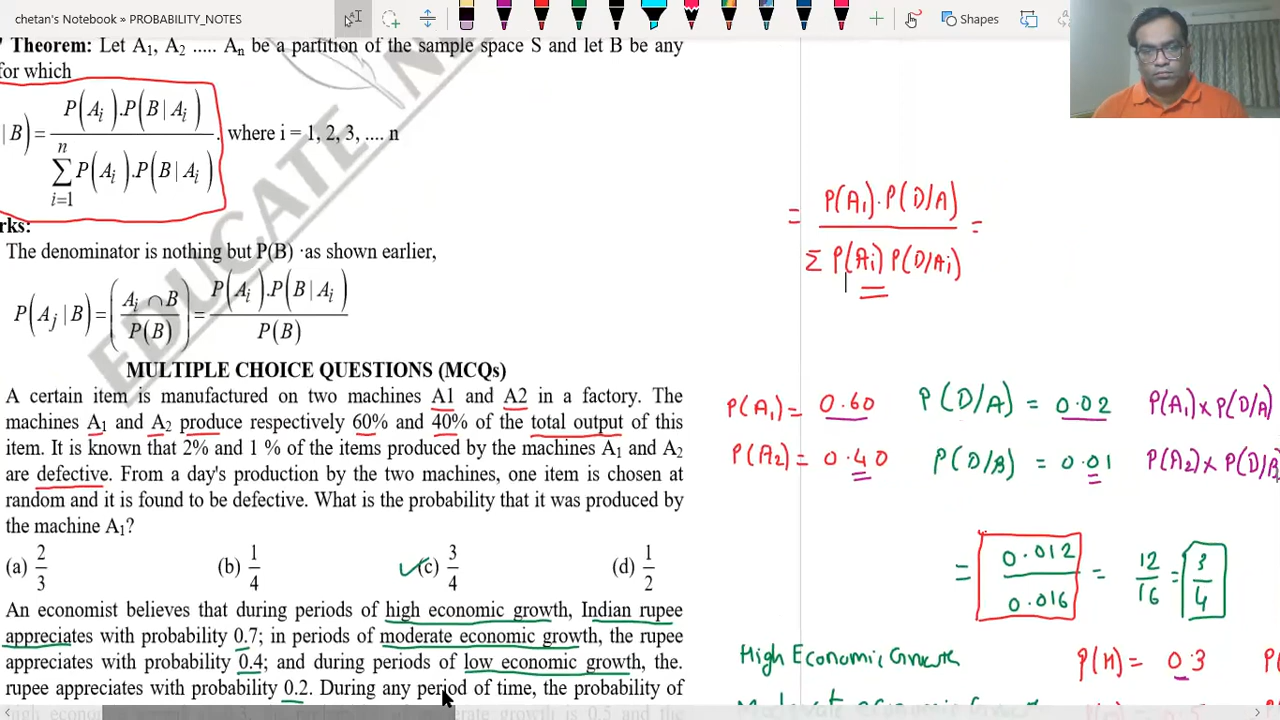 chetan's Notebook » PROBABILITY_NOTES
Shapes
Theorem: Let A1, A2 ..... An be a partition of the sample space S and let B be any
for which
|B) = P(Ai).P(B|Ai) / n∑i=1 P(Ai).P(B|Ai) . where i = 1, 2, 3, .... n
rks:
The denominator is nothing but P(B) ·as shown earlier,
P(Aj|B) = (Ai ∩ B / P(B)) = P(Ai).P(B|Ai) / P(B)
MULTIPLE CHOICE QUESTIONS (MCQs)
A certain item is manufactured on two machines A1 and A2 in a factory. The
machines A1 and A2 produce respectively 60% and 40% of the total output of this
item. It is known that 2% and 1 % of the items produced by the machines A1 and A2
are defective. From a day's production by the two machines, one item is chosen at
random and it is found to be defective. What is the probability that it was produced by
the machine A1?
(a) 2/3 (b) 1/4 (c) 3/4 (d) 1/2
An economist believes that during periods of high economic growth, Indian rupee
appreciates with probability 0.7; in periods of moderate economic growth, the rupee
appreciates with probability 0.4; and during periods of low economic growth, the.
rupee appreciates with probability 0.2. During any period of time, the probability of
EDUCATE
= P(A1)·P(D/A) / Σ P(Ai) P(D/Ai) =
P(A1) = 0.60 P(D/A) = 0.02 P(A1) x P(D/A)
P(A2) = 0.40 P(D/B) = 0.01 P(A2) x P(D/B
= 0.012 / 0.016 = 12/16 = 3/4
High Economic Growth P(H) = 0.3 P(
Moderate economic